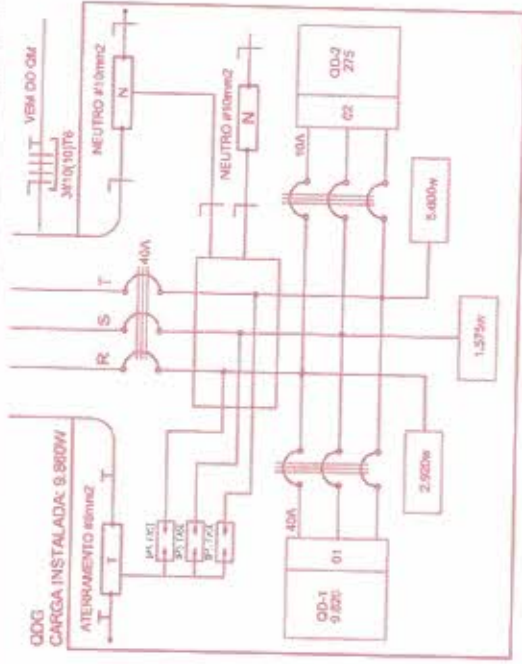 QDG
CARGA INSTALADA: 9.860W
ATERRAMENTO #6mm2
T
T
T
R
S
T
40A
3#10(10)T6
VEM DO QM
NEUTRO #10mm2
N
NEUTRO #10mm2
N
40A
10A
QD-1
9.820
01
QD-2
275
02
2.920w
1.575w
5.600w